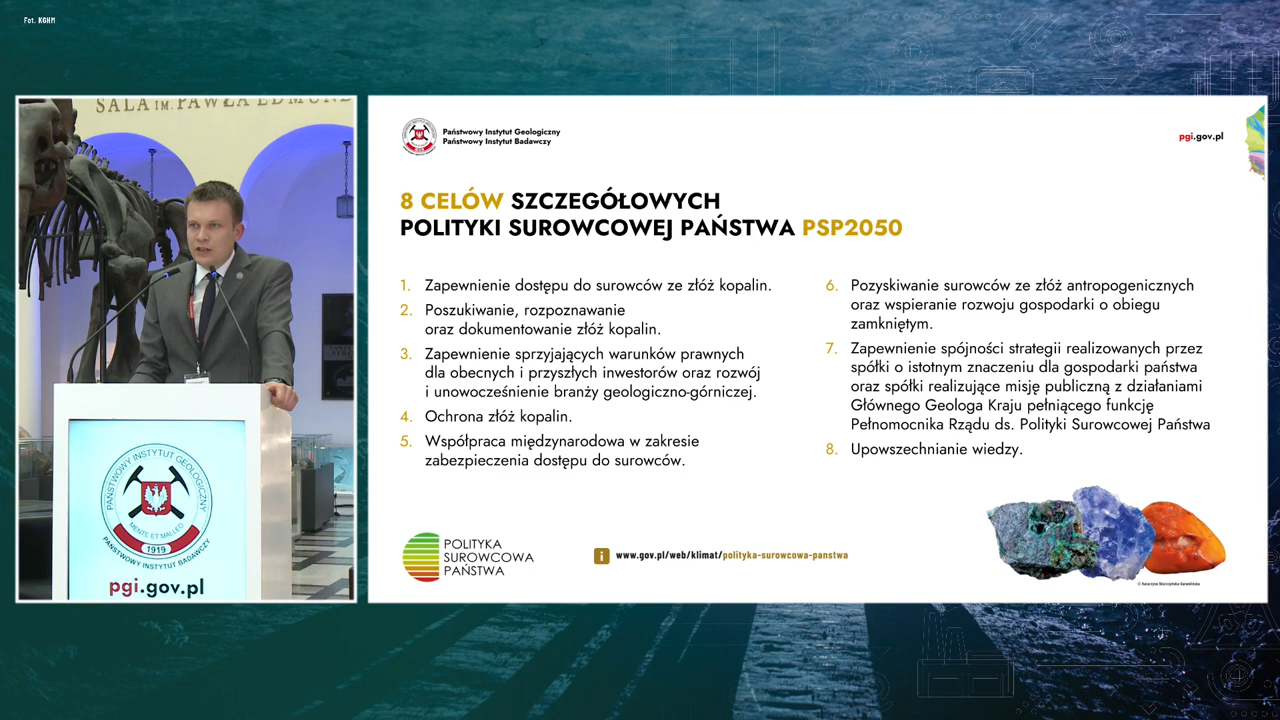 Fot. KGHM
SALA IM. PAWŁA EDMUND
PAŃSTWOWY INSTYTUT GEOLOGICZNY
MENTE ET MALLEO
1919
PAŃSTWOWY INSTYTUT BADAWCZY
pgi.gov.pl
Państwowy Instytut Geologiczny
Państwowy Instytut Badawczy
pgi.gov.pl
8 CELÓW SZCZEGÓŁOWYCH
POLITYKI SUROWCOWEJ PAŃSTWA PSP2050
1. Zapewnienie dostępu do surowców ze złóż kopalin.
2. Poszukiwanie, rozpoznawanie
oraz dokumentowanie złóż kopalin.
3. Zapewnienie sprzyjających warunków prawnych
dla obecnych i przyszłych inwestorów oraz rozwój
i unowocześnienie branży geologiczno-górniczej.
4. Ochrona złóż kopalin.
5. Współpraca międzynarodowa w zakresie
zabezpieczenia dostępu do surowców.
6. Pozyskiwanie surowców ze złóż antropogenicznych
oraz wspieranie rozwoju gospodarki o obiegu
zamkniętym.
7. Zapewnienie spójności strategii realizowanych przez
spółki o istotnym znaczeniu dla gospodarki państwa
oraz spółki realizujące misję publiczną z działaniami
Głównego Geologa Kraju pełniącego funkcję
Pełnomocnika Rządu ds. Polityki Surowcowej Państwa
8. Upowszechnianie wiedzy.
POLITYKA
SUROWCOWA
PAŃSTWA
i www.gov.pl/web/klimat/polityka-surowcowa-panstwa